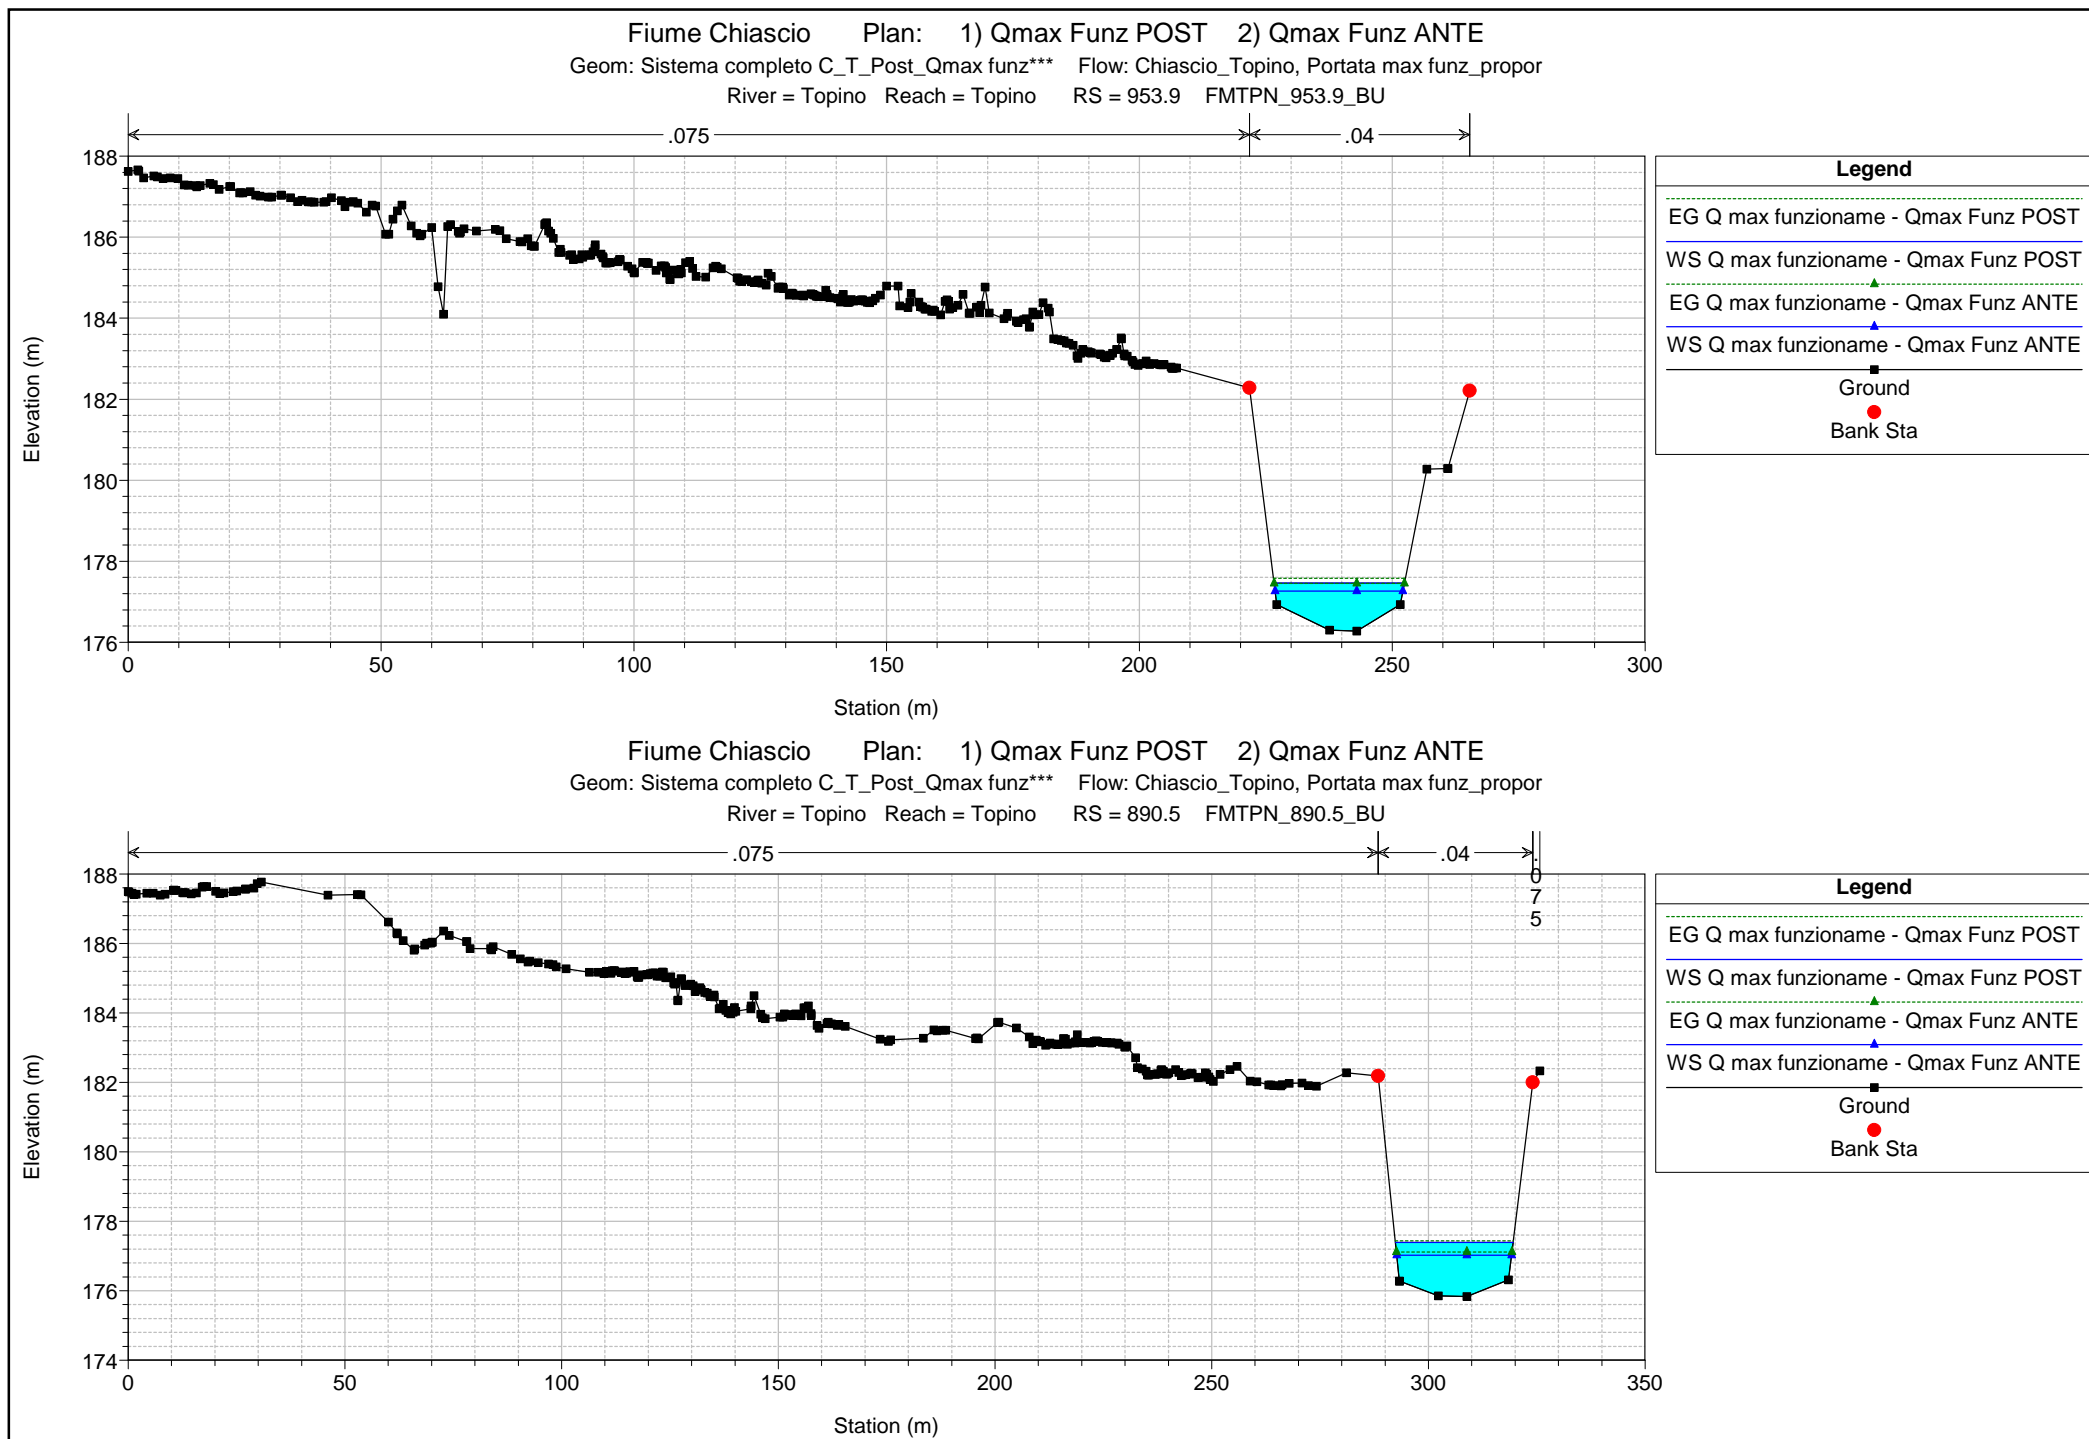 Fiume Chiascio Plan: 1) Qmax Funz POST 2) Qmax Funz ANTE
Geom: Sistema completo C_T_Post_Qmax funz*** Flow: Chiascio_Topino, Portata max funz_propor
River = Topino Reach = Topino RS = 953.9 FMTPN_953.9_BU
.075 .04
188
186
184
182
180
178
176
Elevation (m)
0 50 100 150 200 250 300
Station (m)
Legend
EG Q max funzioname - Qmax Funz POST
WS Q max funzioname - Qmax Funz POST
EG Q max funzioname - Qmax Funz ANTE
WS Q max funzioname - Qmax Funz ANTE
Ground
Bank Sta
Fiume Chiascio Plan: 1) Qmax Funz POST 2) Qmax Funz ANTE
Geom: Sistema completo C_T_Post_Qmax funz*** Flow: Chiascio_Topino, Portata max funz_propor
River = Topino Reach = Topino RS = 890.5 FMTPN_890.5_BU
.075 .04 .075
188
186
184
182
180
178
176
174
Elevation (m)
0 50 100 150 200 250 300 350
Station (m)
Legend
EG Q max funzioname - Qmax Funz POST
WS Q max funzioname - Qmax Funz POST
EG Q max funzioname - Qmax Funz ANTE
WS Q max funzioname - Qmax Funz ANTE
Ground
Bank Sta